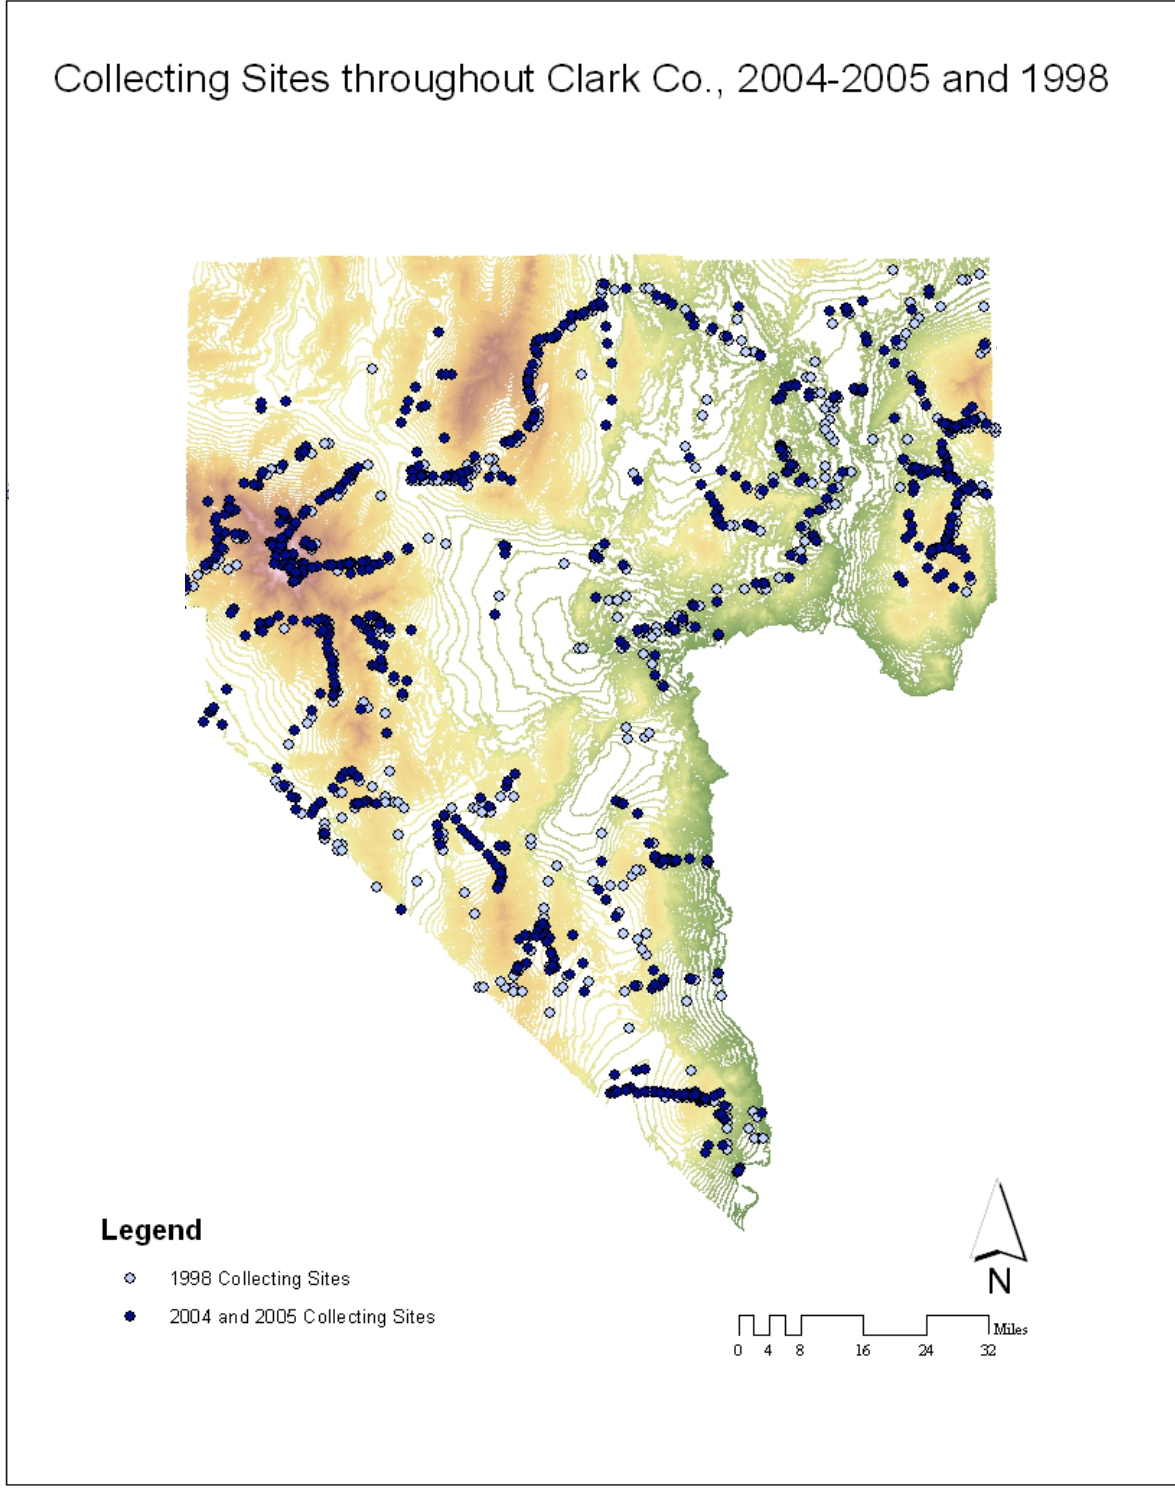 Collecting Sites throughout Clark Co., 2004-2005 and 1998
Legend
1998 Collecting Sites
2004 and 2005 Collecting Sites
N
Miles
0 4 8 16 24 32